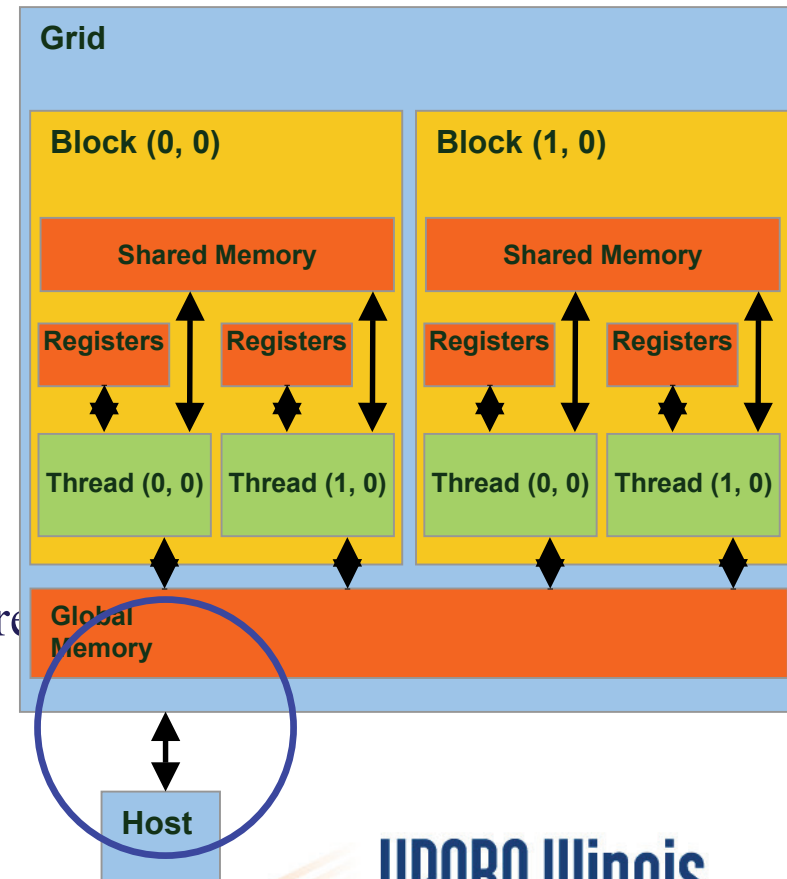 Grid
Block (0, 0)
Block (1, 0)
Shared Memory
Shared Memory
Registers
Registers
Registers
Registers
Thread (0, 0)
Thread (1, 0)
Thread (0, 0)
Thread (1, 0)
Global
Memory
Host
Illinois